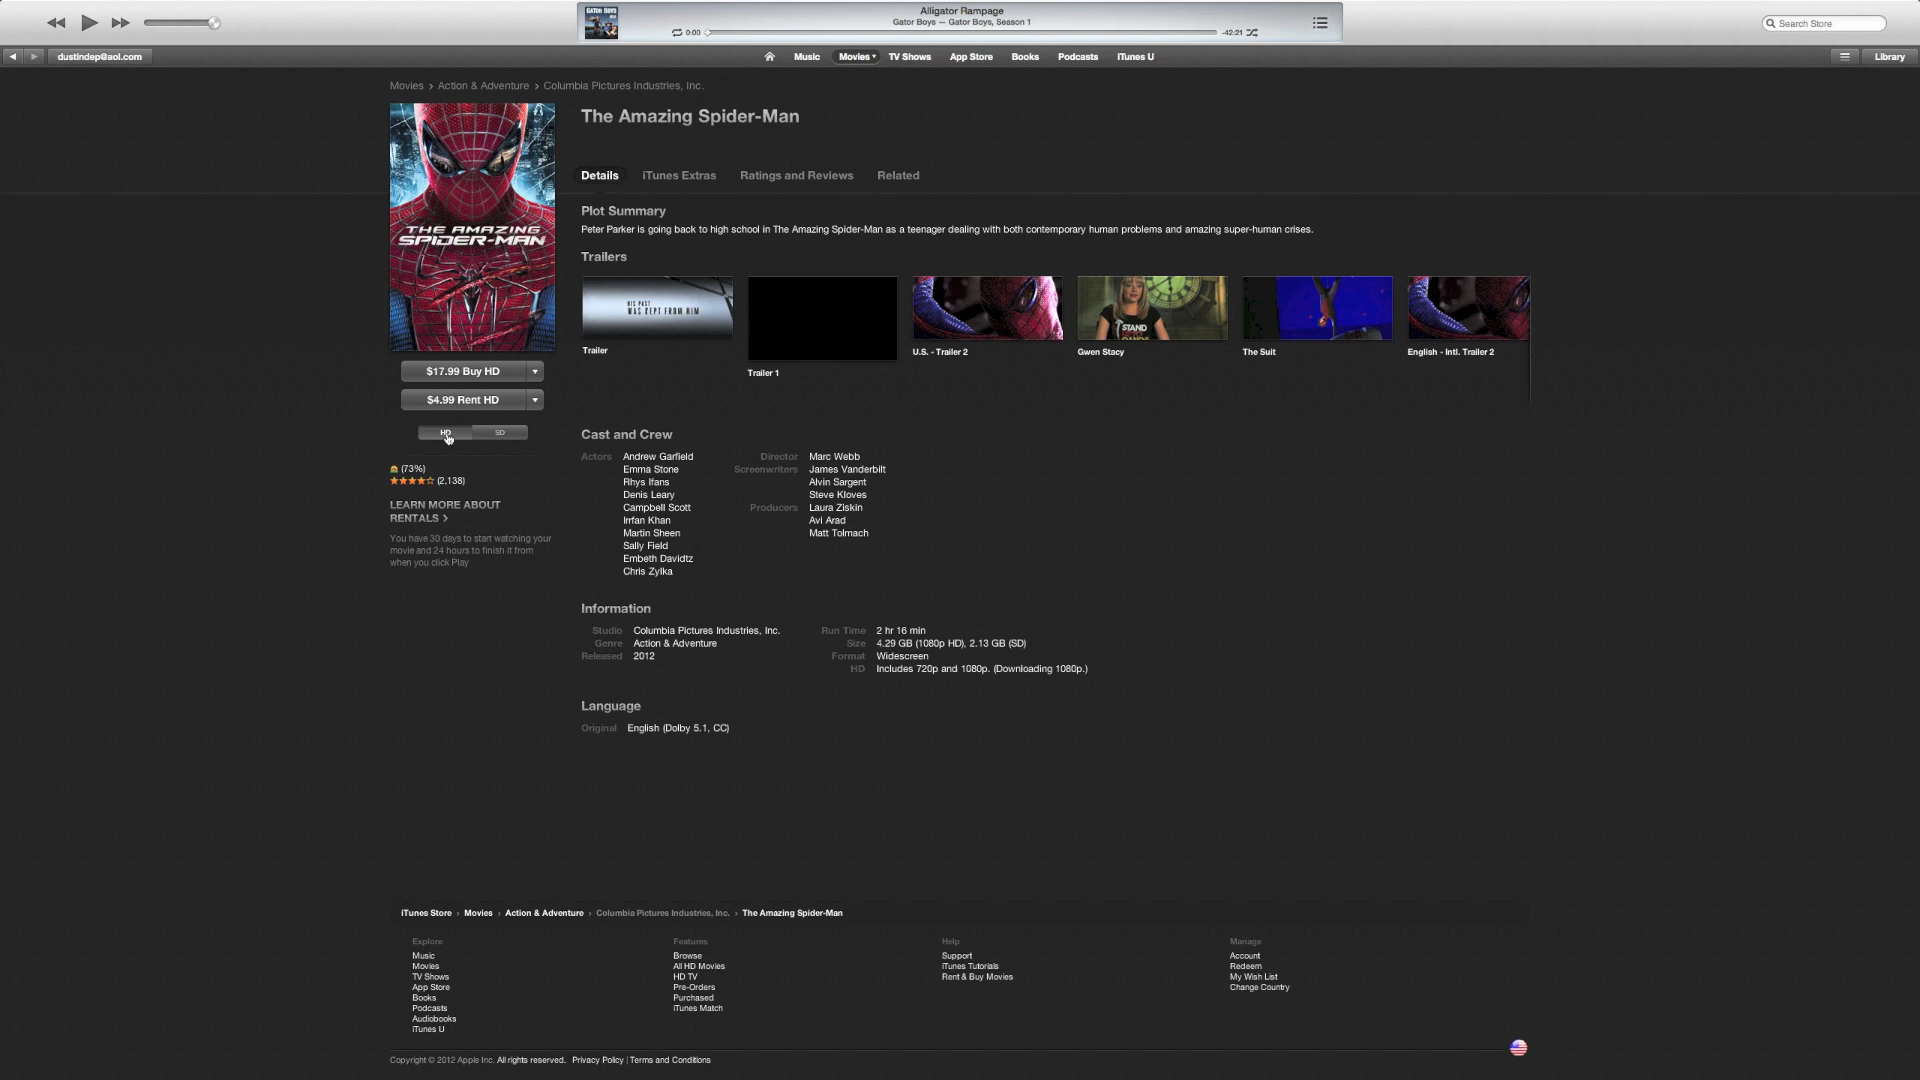 Alligator Rampage
Gator Boys — Gator Boys, Season 1
0:00
-42:21
Search Store
dustindep@aol.com
Music
Movies
TV Shows
App Store
Books
Podcasts
iTunes U
Library
Movies > Action & Adventure > Columbia Pictures Industries, Inc.
GATOR BOYS
The Amazing Spider-Man
THE AMAZING
SPIDER-MAN
Details
iTunes Extras
Ratings and Reviews
Related
Plot Summary
Peter Parker is going back to high school in The Amazing Spider-Man as a teenager dealing with both contemporary human problems and amazing super-human crises.
Trailers
HIS PAST
WAS KEPT FROM HIM
STAND
Trailer
Trailer 1
U.S. - Trailer 2
Gwen Stacy
The Suit
English - Intl. Trailer 2
$17.99 Buy HD
$4.99 Rent HD
HD
SD
(73%)
★★★★☆ (2,138)
LEARN MORE ABOUT
RENTALS >
You have 30 days to start watching your
movie and 24 hours to finish it from
when you click Play
Cast and Crew
Actors
Andrew Garfield
Emma Stone
Rhys Ifans
Denis Leary
Campbell Scott
Irrfan Khan
Martin Sheen
Sally Field
Embeth Davidtz
Chris Zylka
Director Marc Webb
Screenwriters James Vanderbilt
Alvin Sargent
Steve Kloves
Producers Laura Ziskin
Avi Arad
Matt Tolmach
Information
Studio Columbia Pictures Industries, Inc.
Genre Action & Adventure
Released 2012
Run Time 2 hr 16 min
Size 4.29 GB (1080p HD), 2.13 GB (SD)
Format Widescreen
HD Includes 720p and 1080p. (Downloading 1080p.)
Language
Original English (Dolby 5.1, CC)
iTunes Store > Movies > Action & Adventure > Columbia Pictures Industries, Inc. > The Amazing Spider-Man
Explore
Music
Movies
TV Shows
App Store
Books
Podcasts
Audiobooks
iTunes U
Features
Browse
All HD Movies
HD TV
Pre-Orders
Purchased
iTunes Match
Help
Support
iTunes Tutorials
Rent & Buy Movies
Manage
Account
Redeem
My Wish List
Change Country
Copyright © 2012 Apple Inc. All rights reserved. Privacy Policy | Terms and Conditions